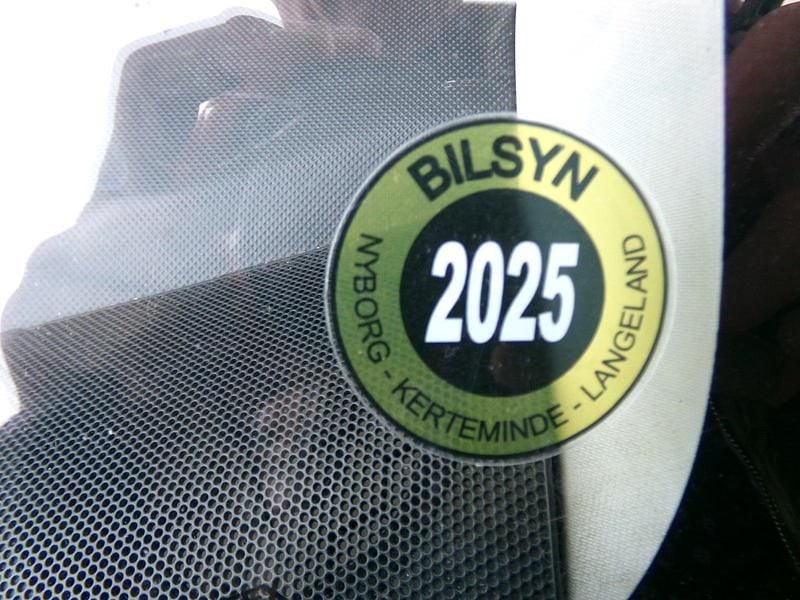 BILSYN
2025
NYBORG - KERTEMINDE - LANGELAND